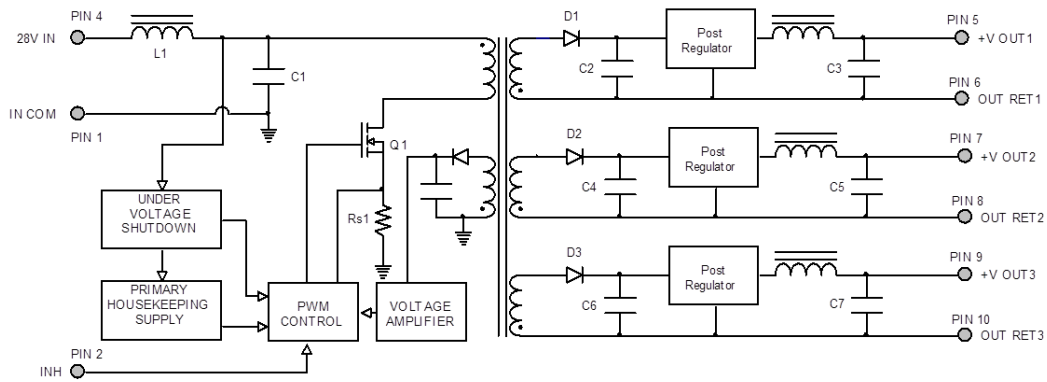 PIN 4
28V IN
L1
C1
IN COM
PIN 1
Q1
Rs1
UNDER
VOLTAGE
SHUTDOWN
PRIMARY
HOUSEKEEPING
SUPPLY
PWM
CONTROL
VOLTAGE
AMPLIFIER
PIN 2
INH
D1
C2
Post
Regulator
C3
PIN 5
+V OUT1
PIN 6
OUT RET1
D2
C4
Post
Regulator
C5
PIN 7
+V OUT2
PIN 8
OUT RET2
D3
C6
Post
Regulator
C7
PIN 9
+V OUT3
PIN 10
OUT RET3